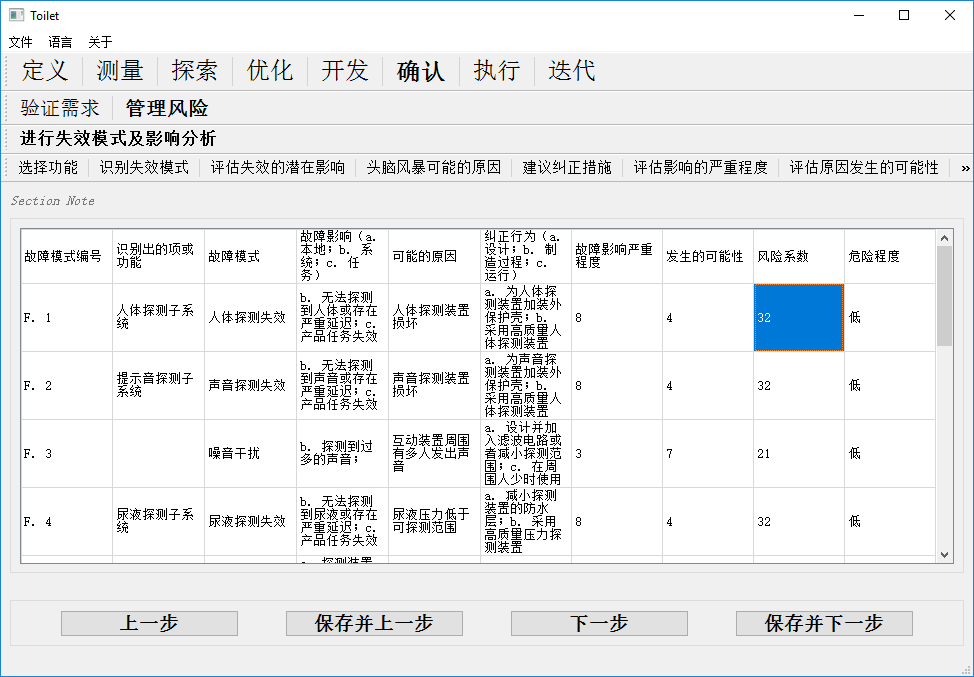 Toilet
文件 语言 关于
定义 测量 探索 优化 开发 确认 执行 迭代
验证需求 管理风险
进行失效模式及影响分析
选择功能 识别失效模式 评估失效的潜在影响 头脑风暴可能的原因 建议纠正措施 评估影响的严重程度 评估原因发生的可能性 »
Section Note
故障模式编号
识别出的项或
功能
故障模式
故障影响（a.
本地；b. 系
统；c. 任
务）
可能的原因
纠正行为（a.
设计；b. 制
造过程；c.
运行）
故障影响严重
程度
发生的可能性
风险系数
危险程度
F. 1
人体探测子系
统
人体探测失效
b. 无法探测
到人体或存在
严重延迟；c.
产品任务失效
人体探测装置
损坏
a. 为人体探
测装置加装外
保护壳；b.
采用高质量人
体探测装置
8
4
32
低
F. 2
提示音探测子
系统
声音探测失效
b. 无法探测
到声音或存在
严重延迟；c.
产品任务失效
声音探测装置
损坏
a. 为声音探
测装置加装外
保护壳；b.
采用高质量人
体探测装置
8
4
32
低
F. 3
噪音干扰
b. 探测到过
多的声音；
互动装置周围
有多人发出声
音
a. 设计并加
入滤波电路或
者减小探测范
围；c. 在周
围人少时使用
3
7
21
低
F. 4
尿液探测子系
统
尿液探测失效
b. 无法探测
到尿液或存在
严重延迟；c.
产品任务失效
尿液压力低于
可探测范围
a. 减小探测
装置的防水
层；b. 采用
高质量压力探
测装置
8
4
32
低
a. 探测装置
上一步 保存并上一步 下一步 保存并下一步